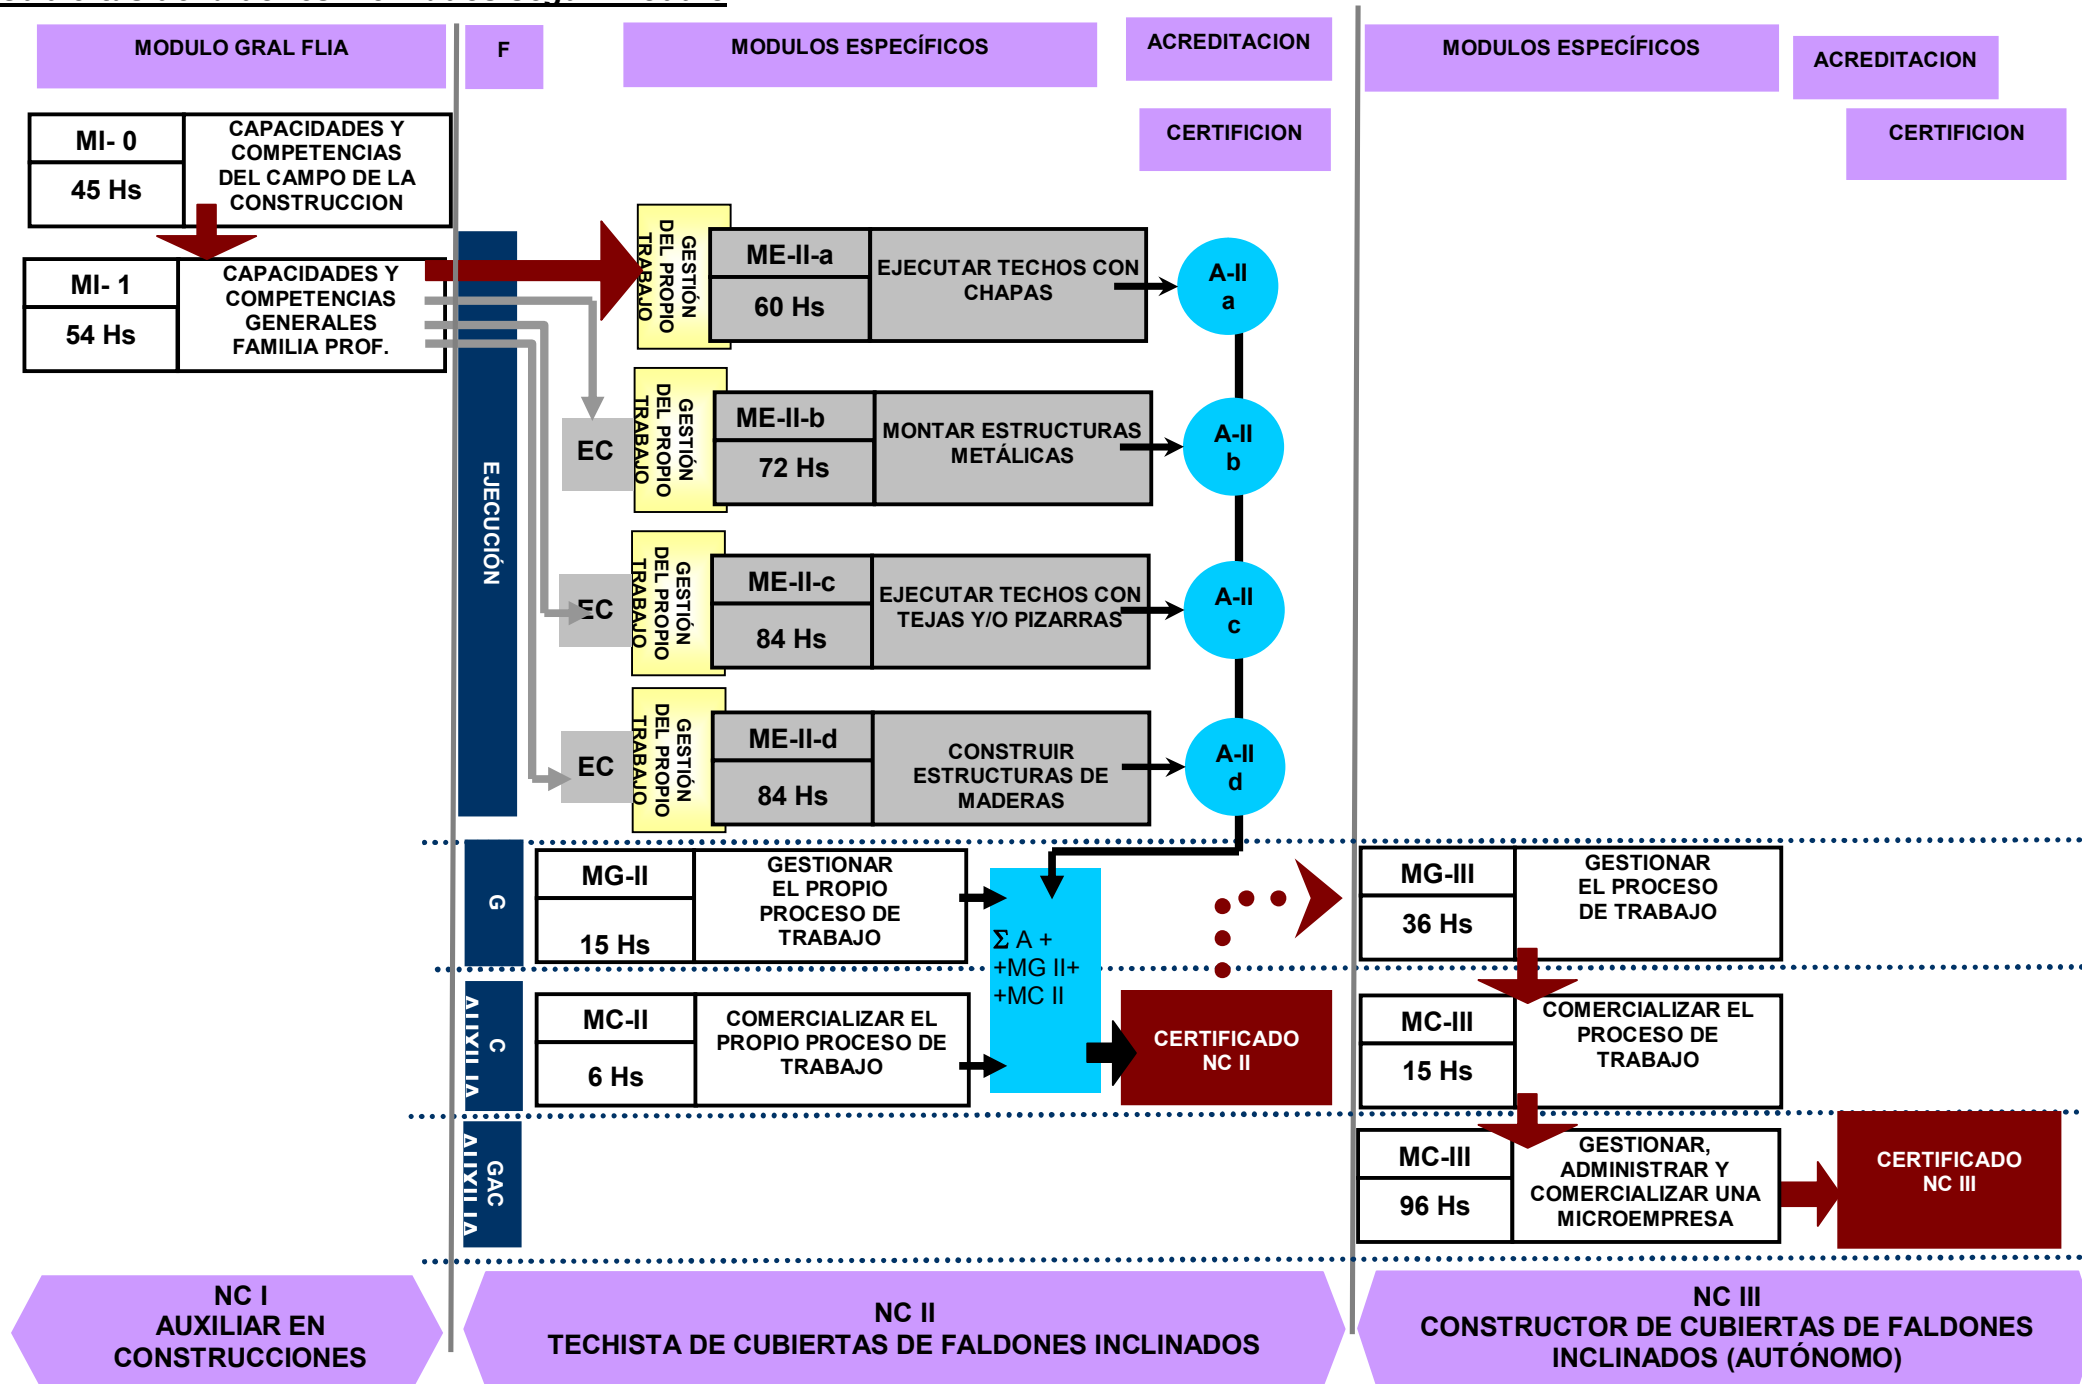 MODULO GRAL FLIA
F
MODULOS ESPECÍFICOS
ACREDITACION
CERTIFICION
MODULOS ESPECÍFICOS
ACREDITACION
CERTIFICION
MI- 0
45 Hs
CAPACIDADES Y
COMPETENCIAS
DEL CAMPO DE LA
CONSTRUCCION
MI- 1
54 Hs
CAPACIDADES Y
COMPETENCIAS
GENERALES
FAMILIA PROF.
EJECUCIÓN
GESTIÓN
DEL PROPIO
TRABAJO
ME-II-a
60 Hs
EJECUTAR TECHOS CON
CHAPAS
A-II
a
EC
GESTIÓN
DEL PROPIO
TRABAJO
ME-II-b
72 Hs
MONTAR ESTRUCTURAS
METÁLICAS
A-II
b
EC
GESTIÓN
DEL PROPIO
TRABAJO
ME-II-c
84 Hs
EJECUTAR TECHOS CON
TEJAS Y/O PIZARRAS
A-II
c
EC
GESTIÓN
DEL PROPIO
TRABAJO
ME-II-d
84 Hs
CONSTRUIR
ESTRUCTURAS DE
MADERAS
A-II
d
G
MG-II
15 Hs
GESTIONAR
EL PROPIO
PROCESO DE
TRABAJO
Σ A +
+MG II+
+MC II
MG-III
36 Hs
GESTIONAR
EL PROCESO
DE TRABAJO
C
AUXILIA
MC-II
6 Hs
COMERCIALIZAR EL
PROPIO PROCESO DE
TRABAJO
CERTIFICADO
NC II
MC-III
15 Hs
COMERCIALIZAR EL
PROCESO DE
TRABAJO
GAC
AUXILIA
MC-III
96 Hs
GESTIONAR,
ADMINISTRAR Y
COMERCIALIZAR UNA
MICROEMPRESA
CERTIFICADO
NC III
NC I
AUXILIAR EN
CONSTRUCCIONES
NC II
TECHISTA DE CUBIERTAS DE FALDONES INCLINADOS
NC III
CONSTRUCTOR DE CUBIERTAS DE FALDONES
INCLINADOS (AUTÓNOMO)